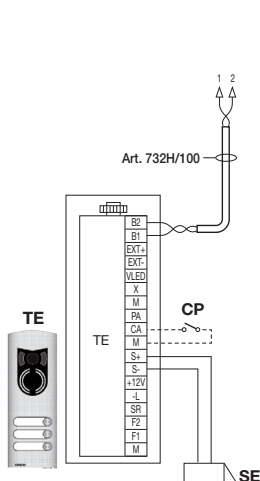 1 2
Art. 732H/100
B2
B1
EXT+
EXT-
VLED
X
M
PA
CA
M
S+
S-
+12V
-L
SR
F2
F1
M
TE
TE
CP
SE